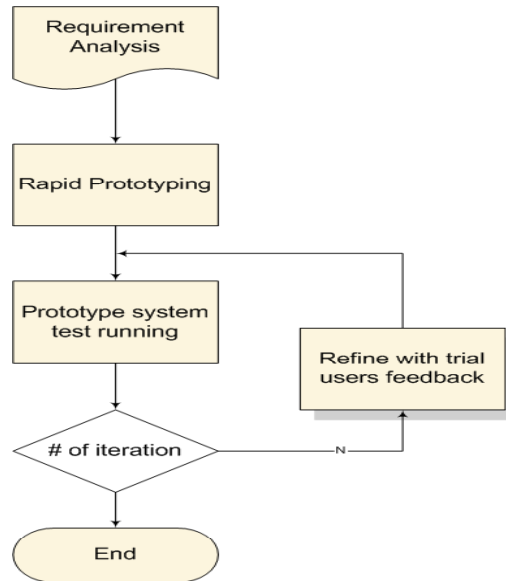 Requirement
Analysis
Rapid Prototyping
Prototype system
test running
Refine with trial
users feedback
# of iteration
N
End